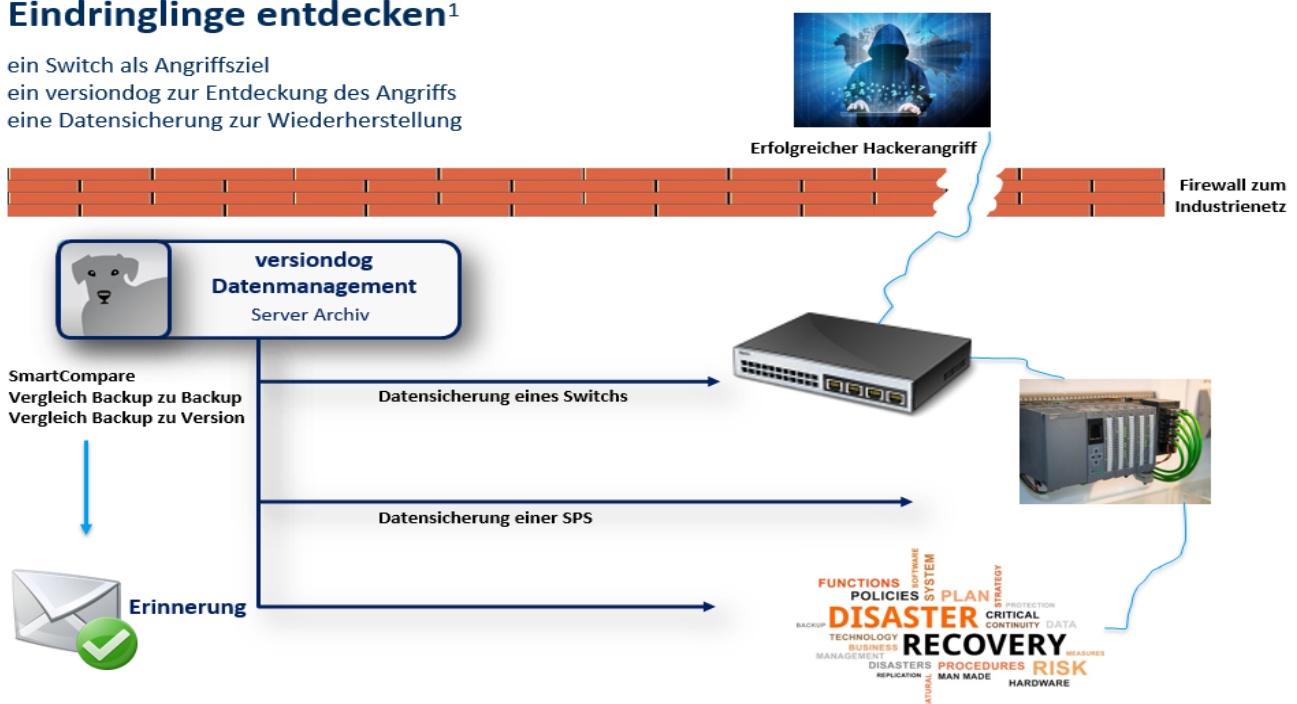 Eindringlinge entdecken¹
ein Switch als Angriffsziel
ein versiondog zur Entdeckung des Angriffs
eine Datensicherung zur Wiederherstellung
Erfolgreicher Hackerangriff
Firewall zum
Industrienetz
versiondog
Datenmanagement
Server Archiv
SmartCompare
Vergleich Backup zu Backup
Vergleich Backup zu Version
Datensicherung eines Switchs
Datensicherung einer SPS
Erinnerung
FUNCTIONS
SOFTWARE
SYSTEM
STRATEGY
POLICIES
PLAN
PROTECTION
BACKUP
DISASTER
CRITICAL
CONTINUITY
DATA
TECHNOLOGY
BUSINESS
RECOVERY
MEASURES
MANAGEMENT
DISASTERS
PROCEDURES
RISK
REPLICATION
MAN MADE
HARDWARE